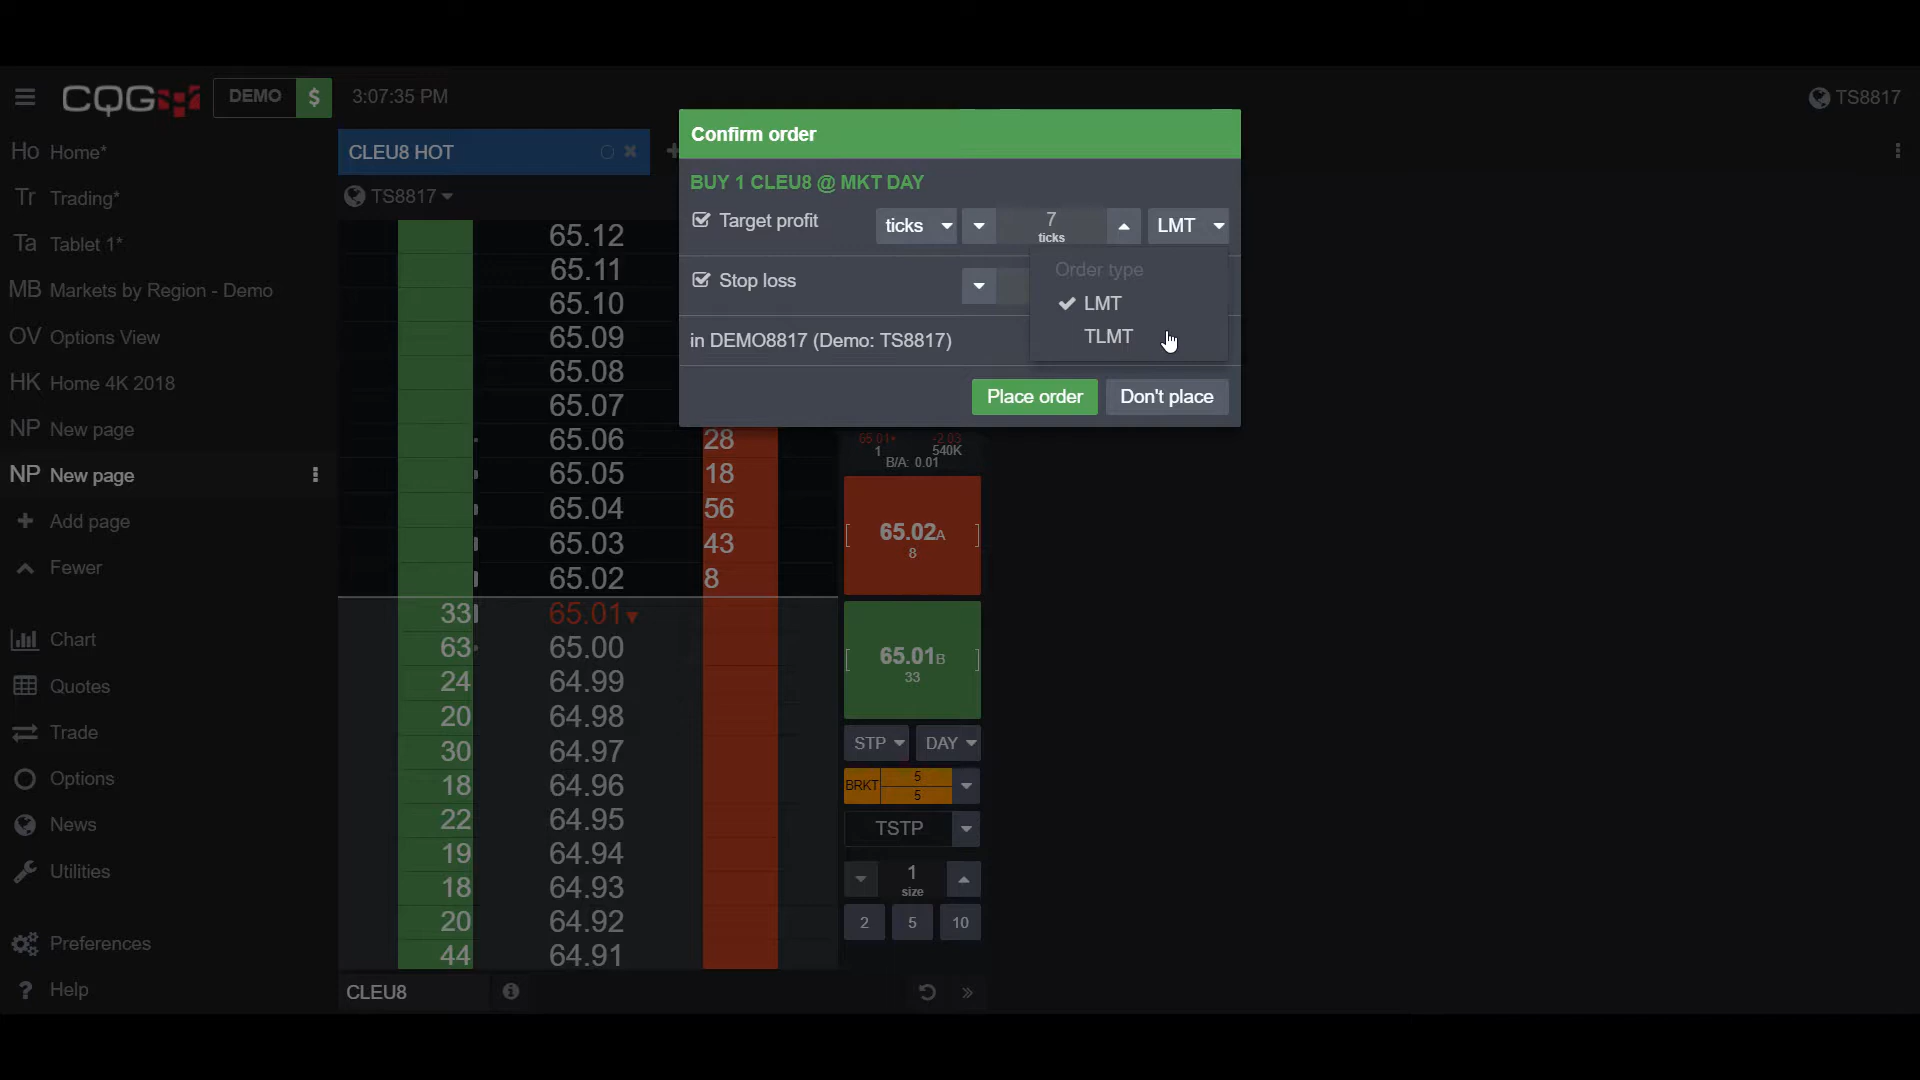 CQG
DEMO $
3:07:35 PM
TS8817
Ho Home*
Tr Trading*
Ta Tablet 1*
MB Markets by Region - Demo
OV Options View
HK Home 4K 2018
NP New page
NP New page
Add page
Fewer
Chart
Quotes
Trade
Options
News
Utilities
Preferences
? Help
CLEU8 HOT
TS8817
65.12
65.11
65.10
65.09
65.08
65.07
65.06 28
65.05 18
65.04 56
65.03 43
65.02 8
33 65.01
63 65.00
24 64.99
20 64.98
30 64.97
18 64.96
22 64.95
19 64.94
18 64.93
20 64.92
44 64.91
CLEU8
Confirm order
BUY 1 CLEU8 @ MKT DAY
Target profit ticks 7 LMT
ticks
Order type
LMT
TLMT
Stop loss
in DEMO8817 (Demo: TS8817)
Place order Don't place
65.01 -2.03
1 540K
B/A: 0.01
65.02A
8
65.01B
33
STP DAY
BRKT 5
5
TSTP
1
size
2 5 10